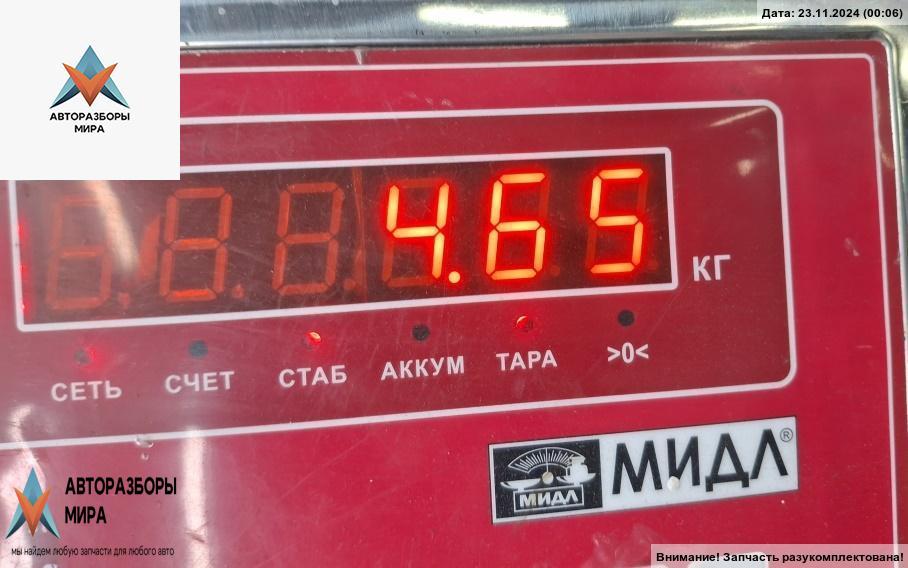 Дата: 23.11.2024 (00:06)
АВТОРАЗБОРЫ
МИРА
4.65
КГ
СЕТЬ СЧЕТ СТАБ АККУМ ТАРА >0<
МИДЛ МИДЛ®
АВТОРАЗБОРЫ
МИРА
мы найдем любую запчасти для любого авто
Внимание! Запчасть разукомплектована!